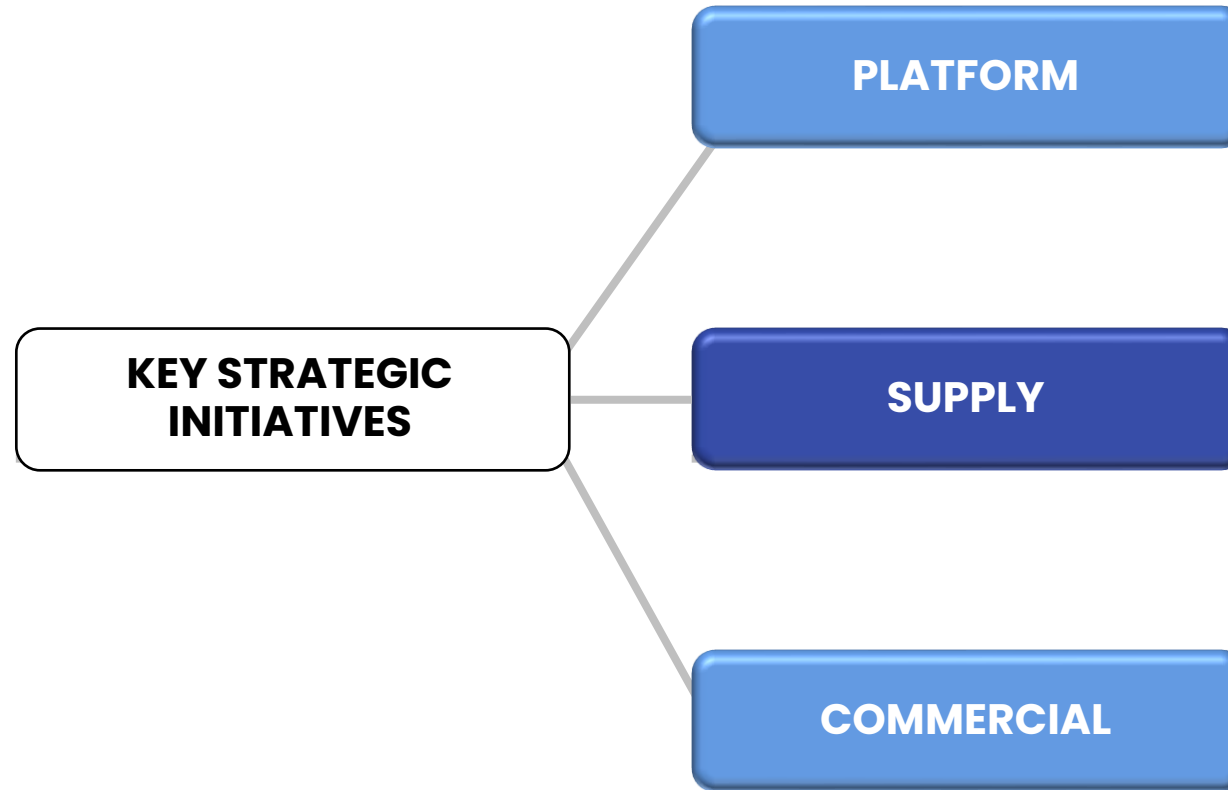 PLATFORM
KEY STRATEGIC
INITIATIVES
SUPPLY
COMMERCIAL